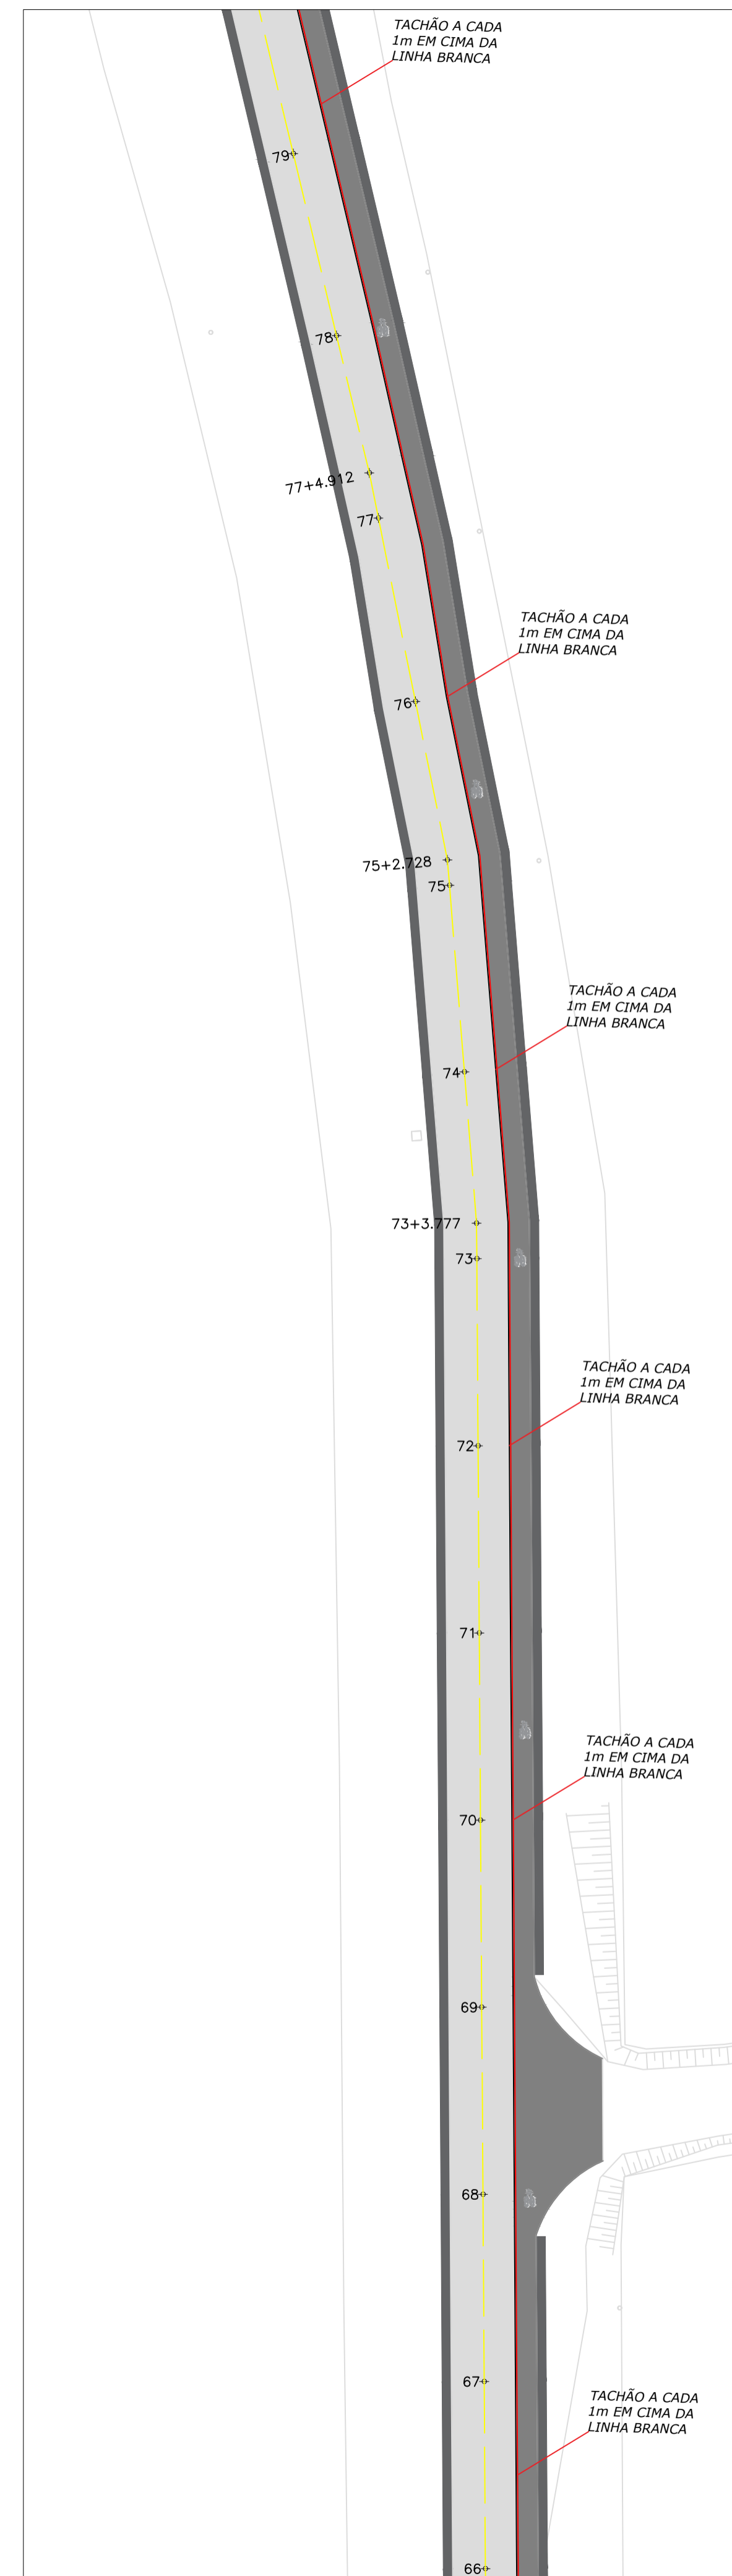 TACHÃO A CADA
1m EM CIMA DA
LINHA BRANCA
79
78
77+4.912
77
TACHÃO A CADA
1m EM CIMA DA
LINHA BRANCA
76
75+2.728
75
TACHÃO A CADA
1m EM CIMA DA
LINHA BRANCA
74
73+3.777
73
TACHÃO A CADA
1m EM CIMA DA
LINHA BRANCA
72
71
TACHÃO A CADA
1m EM CIMA DA
LINHA BRANCA
70
69
68
67
TACHÃO A CADA
1m EM CIMA DA
LINHA BRANCA
66